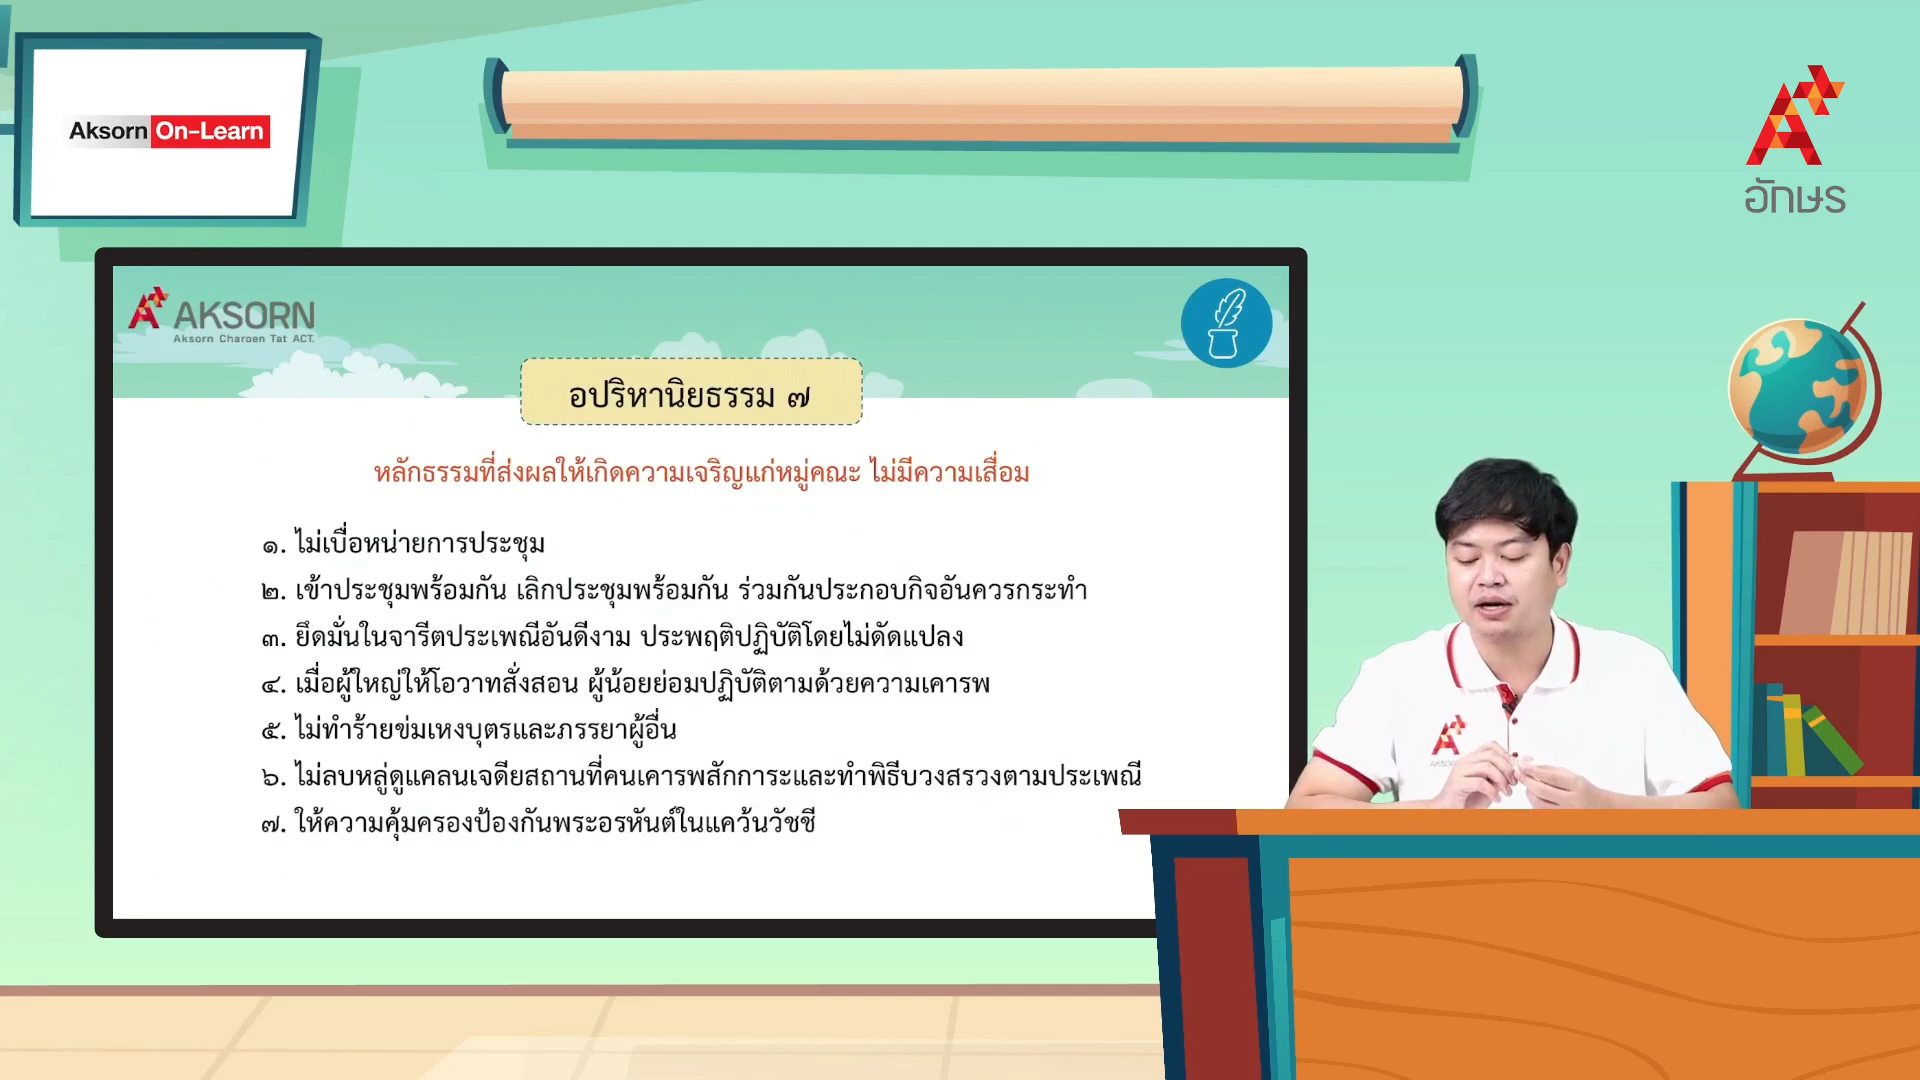 Aksorn On-Learn
อักษร
AKSORN
Aksorn Charoen Tat ACT.
อปริหานิยธรรม ๗
หลักธรรมที่ส่งผลให้เกิดความเจริญแก่หมู่คณะ ไม่มีความเสื่อม
๑. ไม่เบื่อหน่ายการประชุม
๒. เข้าประชุมพร้อมกัน เลิกประชุมพร้อมกัน ร่วมกันประกอบกิจอันควรกระทำ
๓. ยึดมั่นในจารีตประเพณีอันดีงาม ประพฤติปฏิบัติโดยไม่ดัดแปลง
๔. เมื่อผู้ใหญ่ให้โอวาทสั่งสอน ผู้น้อยย่อมปฏิบัติตามด้วยความเคารพ
๕. ไม่ทำร้ายข่มเหงบุตรและภรรยาผู้อื่น
๖. ไม่ลบหลู่ดูแคลนเจดียสถานที่คนเคารพสักการะและทำพิธีบวงสรวงตามประเพณี
๗. ให้ความคุ้มครองป้องกันพระอรหันต์ในแคว้นวัชชี
AKSORN